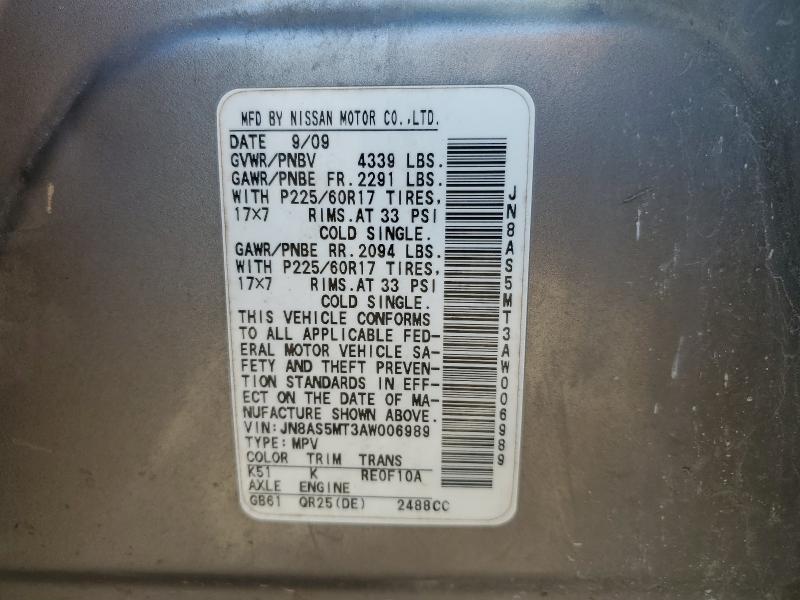 MFD BY NISSAN MOTOR CO.,LTD.
DATE 9/09
GVWR/PNBV 4339 LBS.
GAWR/PNBE FR.2291 LBS.
WITH P225/60R17 TIRES,
17×7 RIMS.AT 33 PSI
COLD SINGLE.
GAWR/PNBE RR.2094 LBS.
WITH P225/60R17 TIRES,
17×7 RIMS.AT 33 PSI
COLD SINGLE.
THIS VEHICLE CONFORMS
TO ALL APPLICABLE FED-
ERAL MOTOR VEHICLE SA-
FETY AND THEFT PREVEN-
TION STANDARDS IN EFF-
ECT ON THE DATE OF MA-
NUFACTURE SHOWN ABOVE.
VIN:JN8AS5MT3AW006989
TYPE:MPV
COLOR TRIM TRANS
K51 K RE0F10A
AXLE ENGINE
GB61 QR25(DE) 2488CC
JN8AS5MT3AW006989